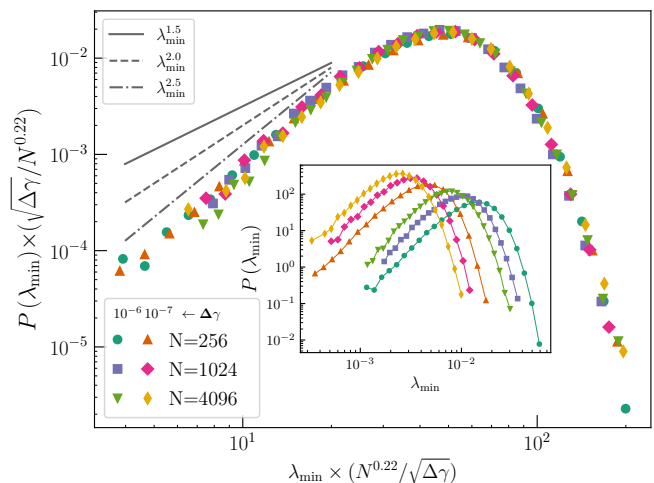 P (λ_min) × (√Δγ/N^0.22)
10^-2
10^-3
10^-4
10^-5
λ_min^1.5
λ_min^2.0
λ_min^2.5
10^-6 10^-7 ← Δγ
N=256
N=1024
N=4096
P (λ_min)
10^2
10^1
10^0
10^-1
10^-2
10^-3
10^-2
λ_min
10^1
10^2
λ_min × (N^0.22/√Δγ)